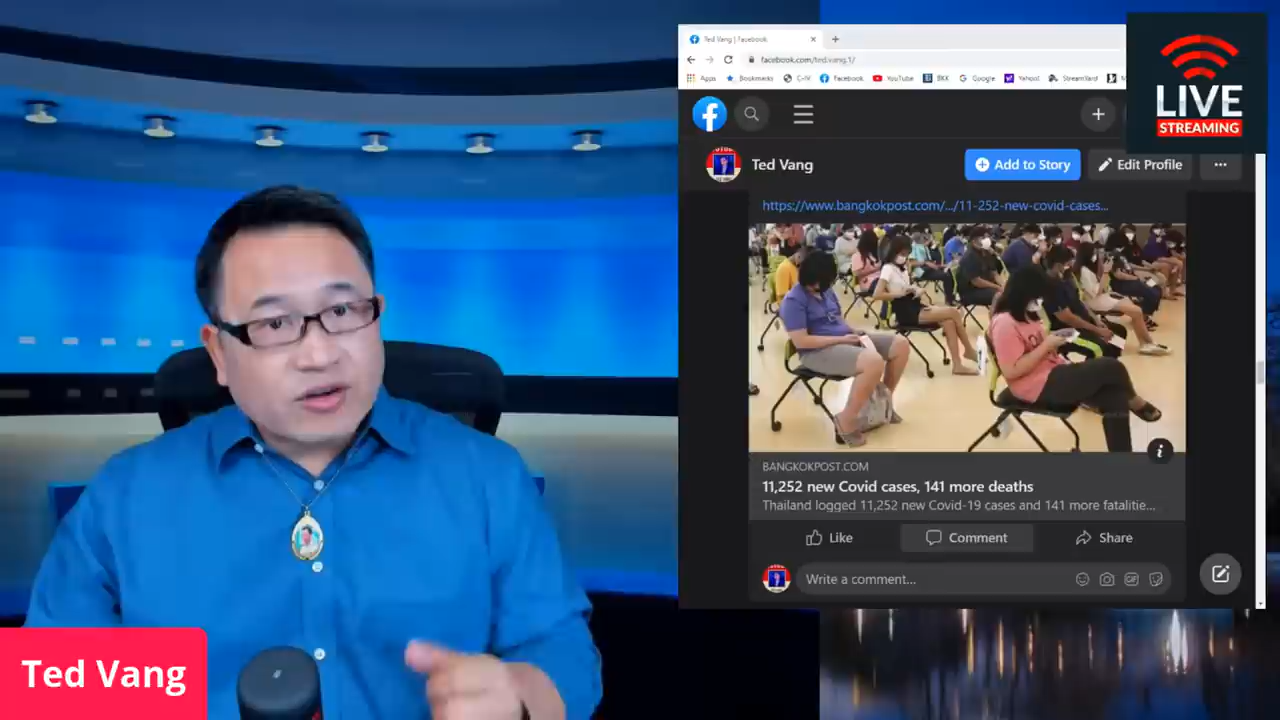 Ted Vang | Facebook
facebook.com/ted.vang.1/
Apps Bookmarks Facebook YouTube BKK Google Yahoo! StreamYard
LIVE
STREAMING
Ted Vang
Add to Story
Edit Profile
https://www.bangkokpost.com/.../11-252-new-covid-cases...
BANGKOKPOST.COM
11,252 new Covid cases, 141 more deaths
Thailand logged 11,252 new Covid-19 cases and 141 more fatalitie...
Like
Comment
Share
Write a comment...
GIF
Ted Vang